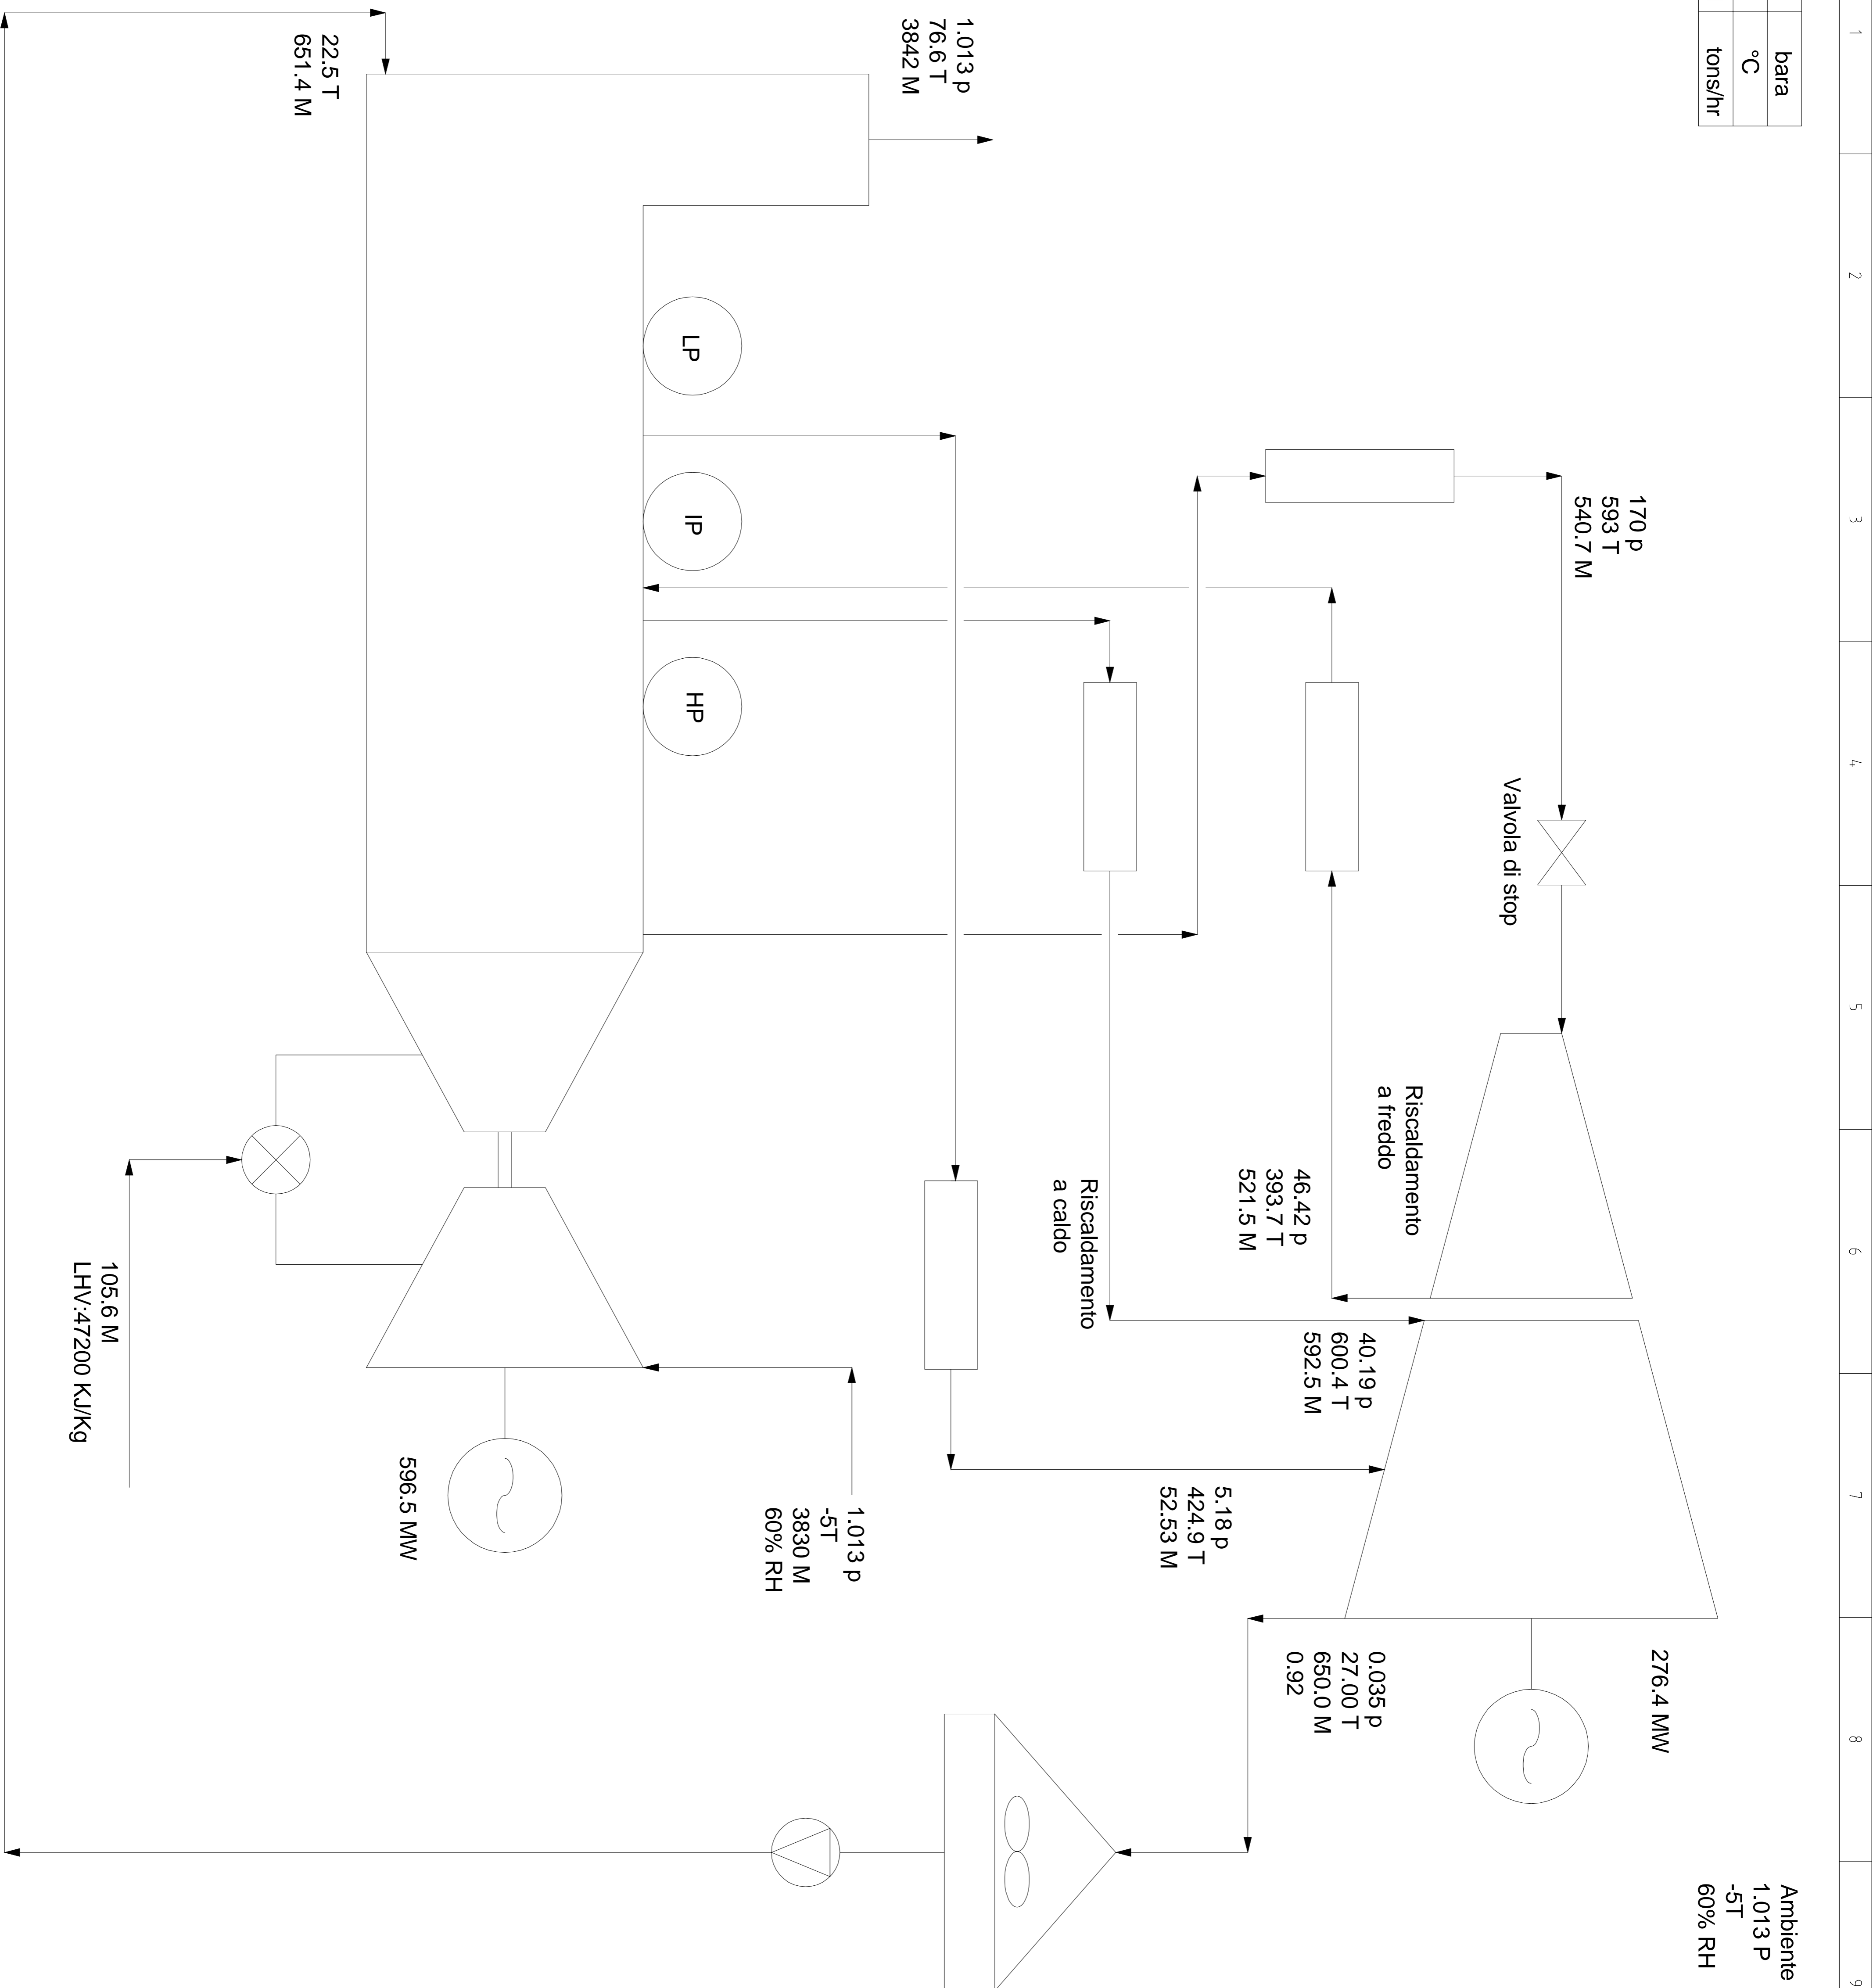 1
2
3
4
5
6
7
8
9
bara
°C
tons/hr
Ambiente
1.013 P
-5T
60% RH
170 p
593 T
540.7 M
Valvola di stop
276.4 MW
Riscaldamento
a freddo
46.42 p
393.7 T
521.5 M
40.19 p
600.4 T
592.5 M
0.035 p
27.00 T
650.0 M
0.92
5.18 p
424.9 T
52.53 M
Riscaldamento
a caldo
1.013 p
76.6 T
3842 M
LP
IP
HP
1.013 p
-5T
3830 M
60% RH
596.5 MW
22.5 T
651.4 M
105.6 M
LHV:47200 KJ/Kg